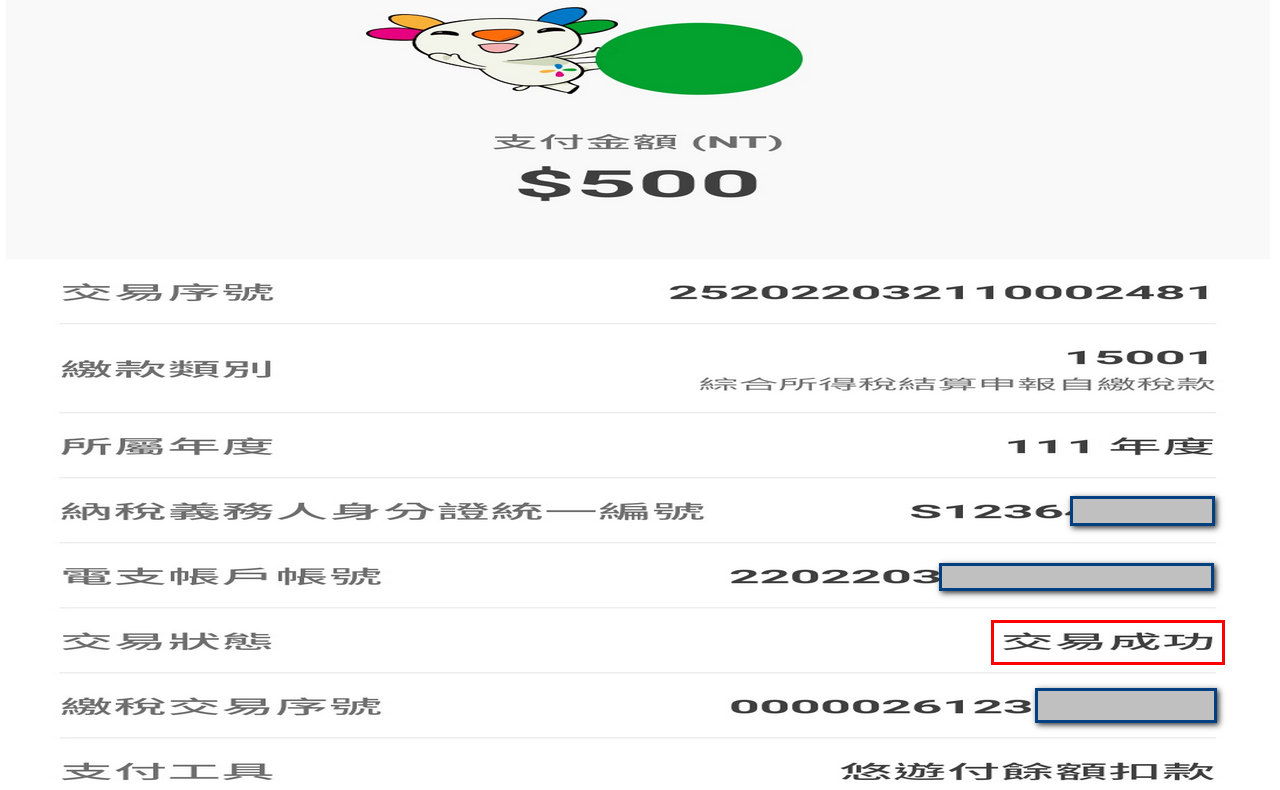 支付金額 (NT)
$500
交易序號 252022032110002481
繳款類別 15001
綜合所得稅結算申報自繳稅款
所屬年度 111 年度
納稅義務人身分證統一編號 S1236
電支帳戶帳號 2202203
交易狀態 交易成功
繳稅交易序號 0000026123
支付工具 悠遊付餘額扣款